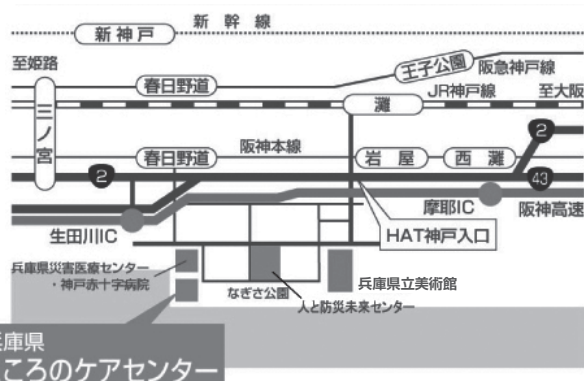 新幹線
新神戸
至姫路
王子公園
阪急神戸線
春日野道
JR神戸線
至大阪
三ノ宮
灘
2
阪神本線
春日野道
岩屋
西灘
2
43
摩耶IC
阪神高速
生田川IC
HAT神戸入口
兵庫県災害医療センター
・神戸赤十字病院
なぎさ公園
人と防災未来センター
兵庫県立美術館
兵庫県
こころのケアセンター